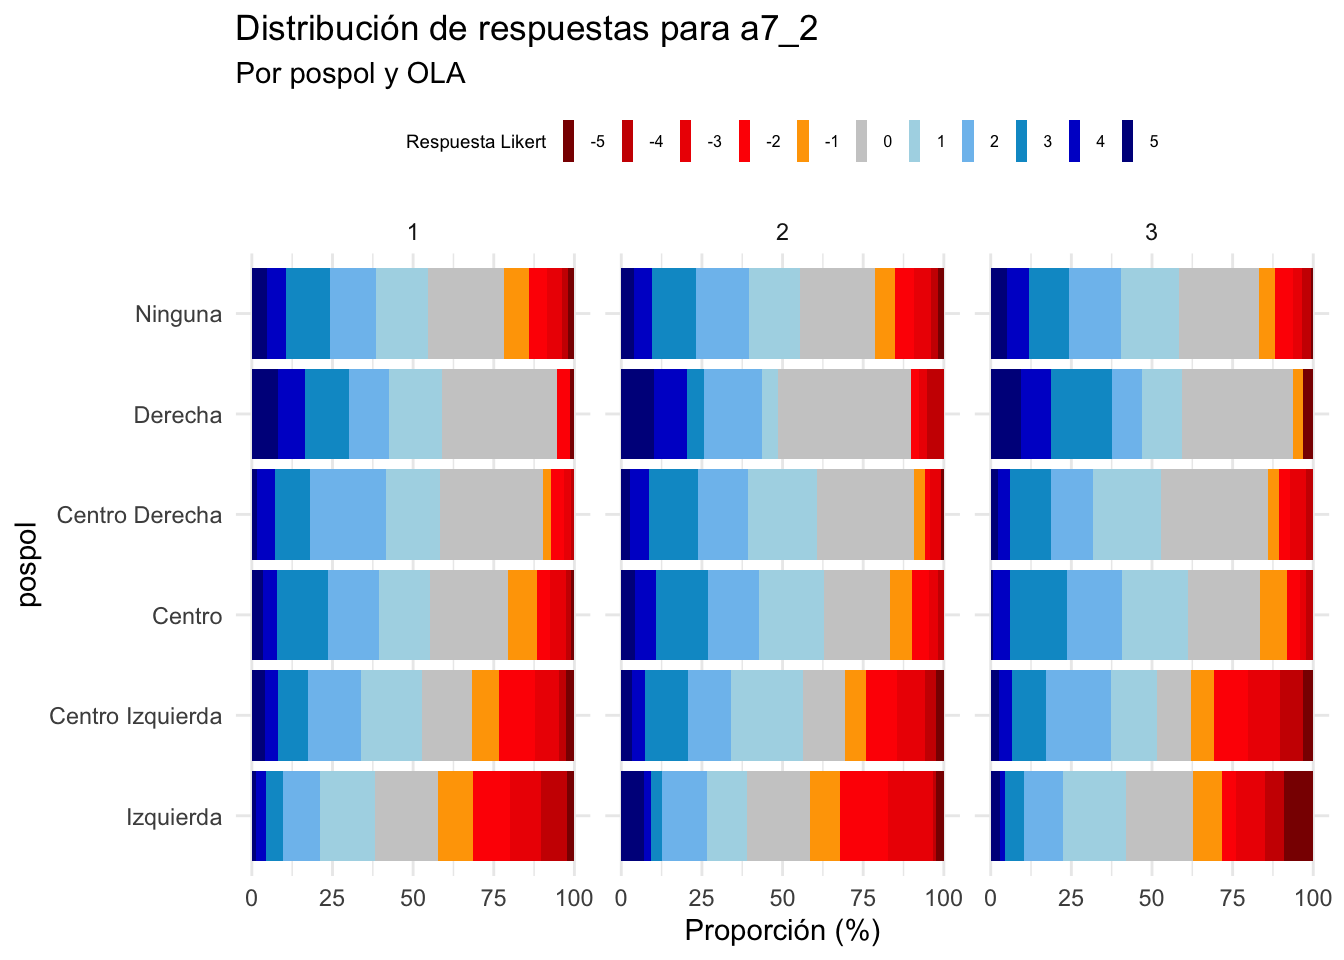 Distribución de respuestas para a7_2
Por pospol y OLA
Respuesta Likert -5 -4 -3 -2 -1 0 1 2 3 4 5
1 2 3
Ninguna
Derecha
Centro Derecha
Centro
Centro Izquierda
Izquierda
pospol
0 25 50 75 100 0 25 50 75 100 0 25 50 75 100
Proporción (%)